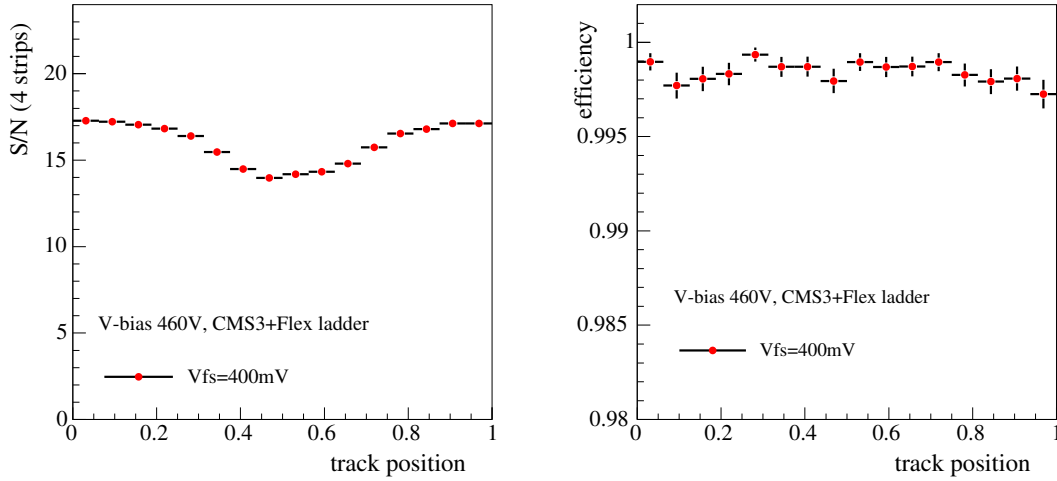 S/N (4 strips)
20
15
10
5
0
V-bias 460V, CMS3+Flex ladder
Vfs=400mV
0 0.2 0.4 0.6 0.8 1
track position
efficiency
1
0.995
0.99
0.985
0.98
V-bias 460V, CMS3+Flex ladder
Vfs=400mV
0 0.2 0.4 0.6 0.8 1
track position